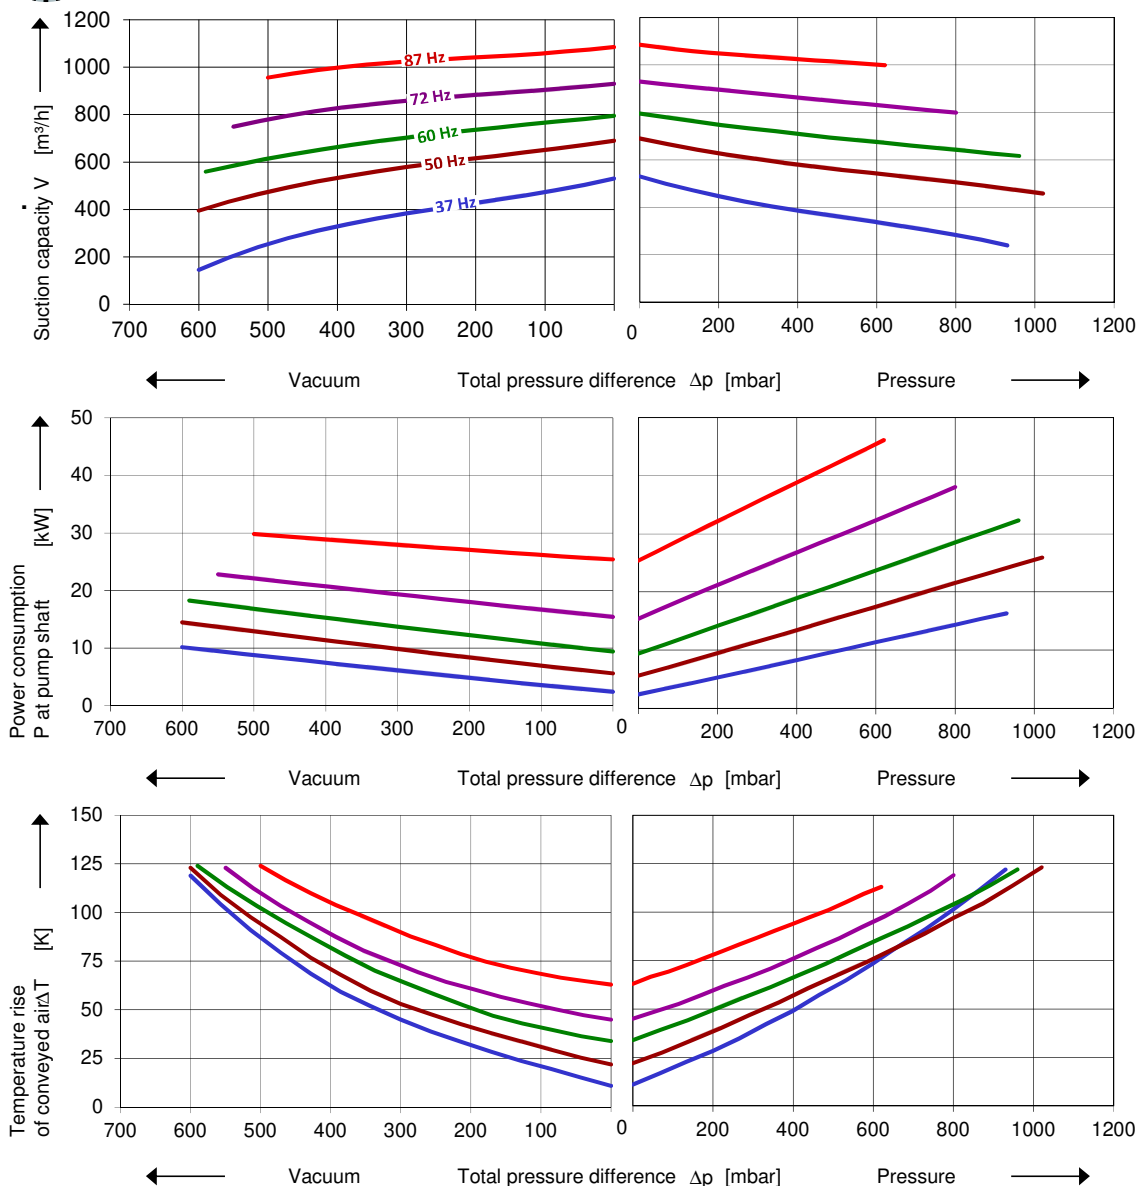 1200
1000
800
600
400
200
0
Suction capacity V̇ [m³/h]
87 Hz
72 Hz
60 Hz
50 Hz
37 Hz
700 600 500 400 300 200 100 0 200 400 600 800 1000 1200
Vacuum Total pressure difference Δp [mbar] Pressure
50
40
30
20
10
0
Power consumption
P at pump shaft [kW]
700 600 500 400 300 200 100 0 200 400 600 800 1000 1200
Vacuum Total pressure difference Δp [mbar] Pressure
150
125
100
75
50
25
0
Temperature rise
of conveyed airΔT [K]
700 600 500 400 300 200 100 0 200 400 600 800 1000 1200
Vacuum Total pressure difference Δp [mbar] Pressure